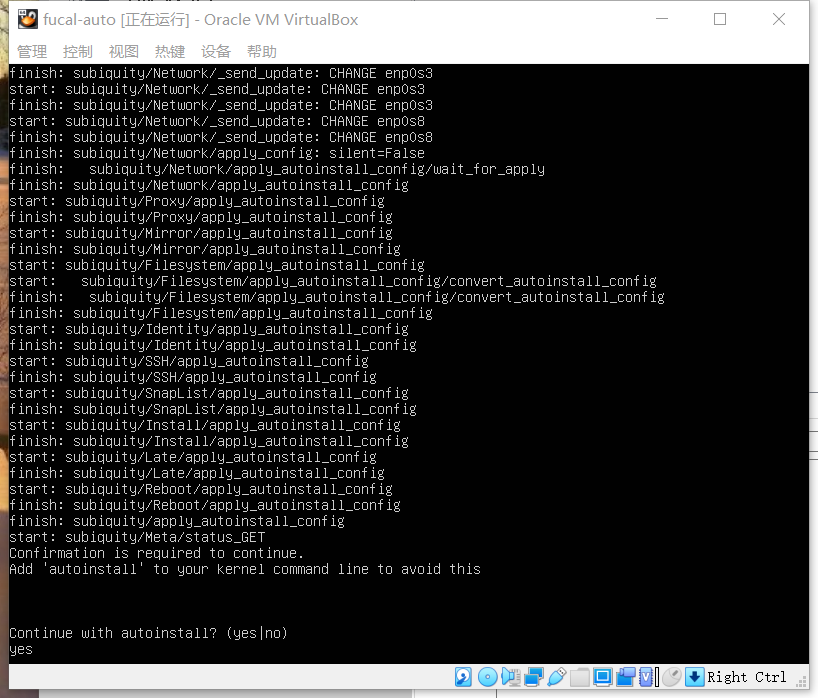 fucal-auto [正在运行] - Oracle VM VirtualBox
管理 控制 视图 热键 设备 帮助
finish: subiquity/Network/_send_update: CHANGE enp0s3
start: subiquity/Network/_send_update: CHANGE enp0s3
finish: subiquity/Network/_send_update: CHANGE enp0s3
start: subiquity/Network/_send_update: CHANGE enp0s8
finish: subiquity/Network/_send_update: CHANGE enp0s8
finish: subiquity/Network/apply_config: silent=False
finish:   subiquity/Network/apply_autoinstall_config/wait_for_apply
finish: subiquity/Network/apply_autoinstall_config
start: subiquity/Proxy/apply_autoinstall_config
finish: subiquity/Proxy/apply_autoinstall_config
start: subiquity/Mirror/apply_autoinstall_config
finish: subiquity/Mirror/apply_autoinstall_config
start: subiquity/Filesystem/apply_autoinstall_config
start:   subiquity/Filesystem/apply_autoinstall_config/convert_autoinstall_config
finish:   subiquity/Filesystem/apply_autoinstall_config/convert_autoinstall_config
finish: subiquity/Filesystem/apply_autoinstall_config
start: subiquity/Identity/apply_autoinstall_config
finish: subiquity/Identity/apply_autoinstall_config
start: subiquity/SSH/apply_autoinstall_config
finish: subiquity/SSH/apply_autoinstall_config
start: subiquity/SnapList/apply_autoinstall_config
finish: subiquity/SnapList/apply_autoinstall_config
start: subiquity/Install/apply_autoinstall_config
finish: subiquity/Install/apply_autoinstall_config
start: subiquity/Late/apply_autoinstall_config
finish: subiquity/Late/apply_autoinstall_config
start: subiquity/Reboot/apply_autoinstall_config
finish: subiquity/Reboot/apply_autoinstall_config
finish: subiquity/apply_autoinstall_config
start: subiquity/Meta/status_GET
Confirmation is required to continue.
Add 'autoinstall' to your kernel command line to avoid this
Continue with autoinstall? (yes|no)
yes
Right Ctrl